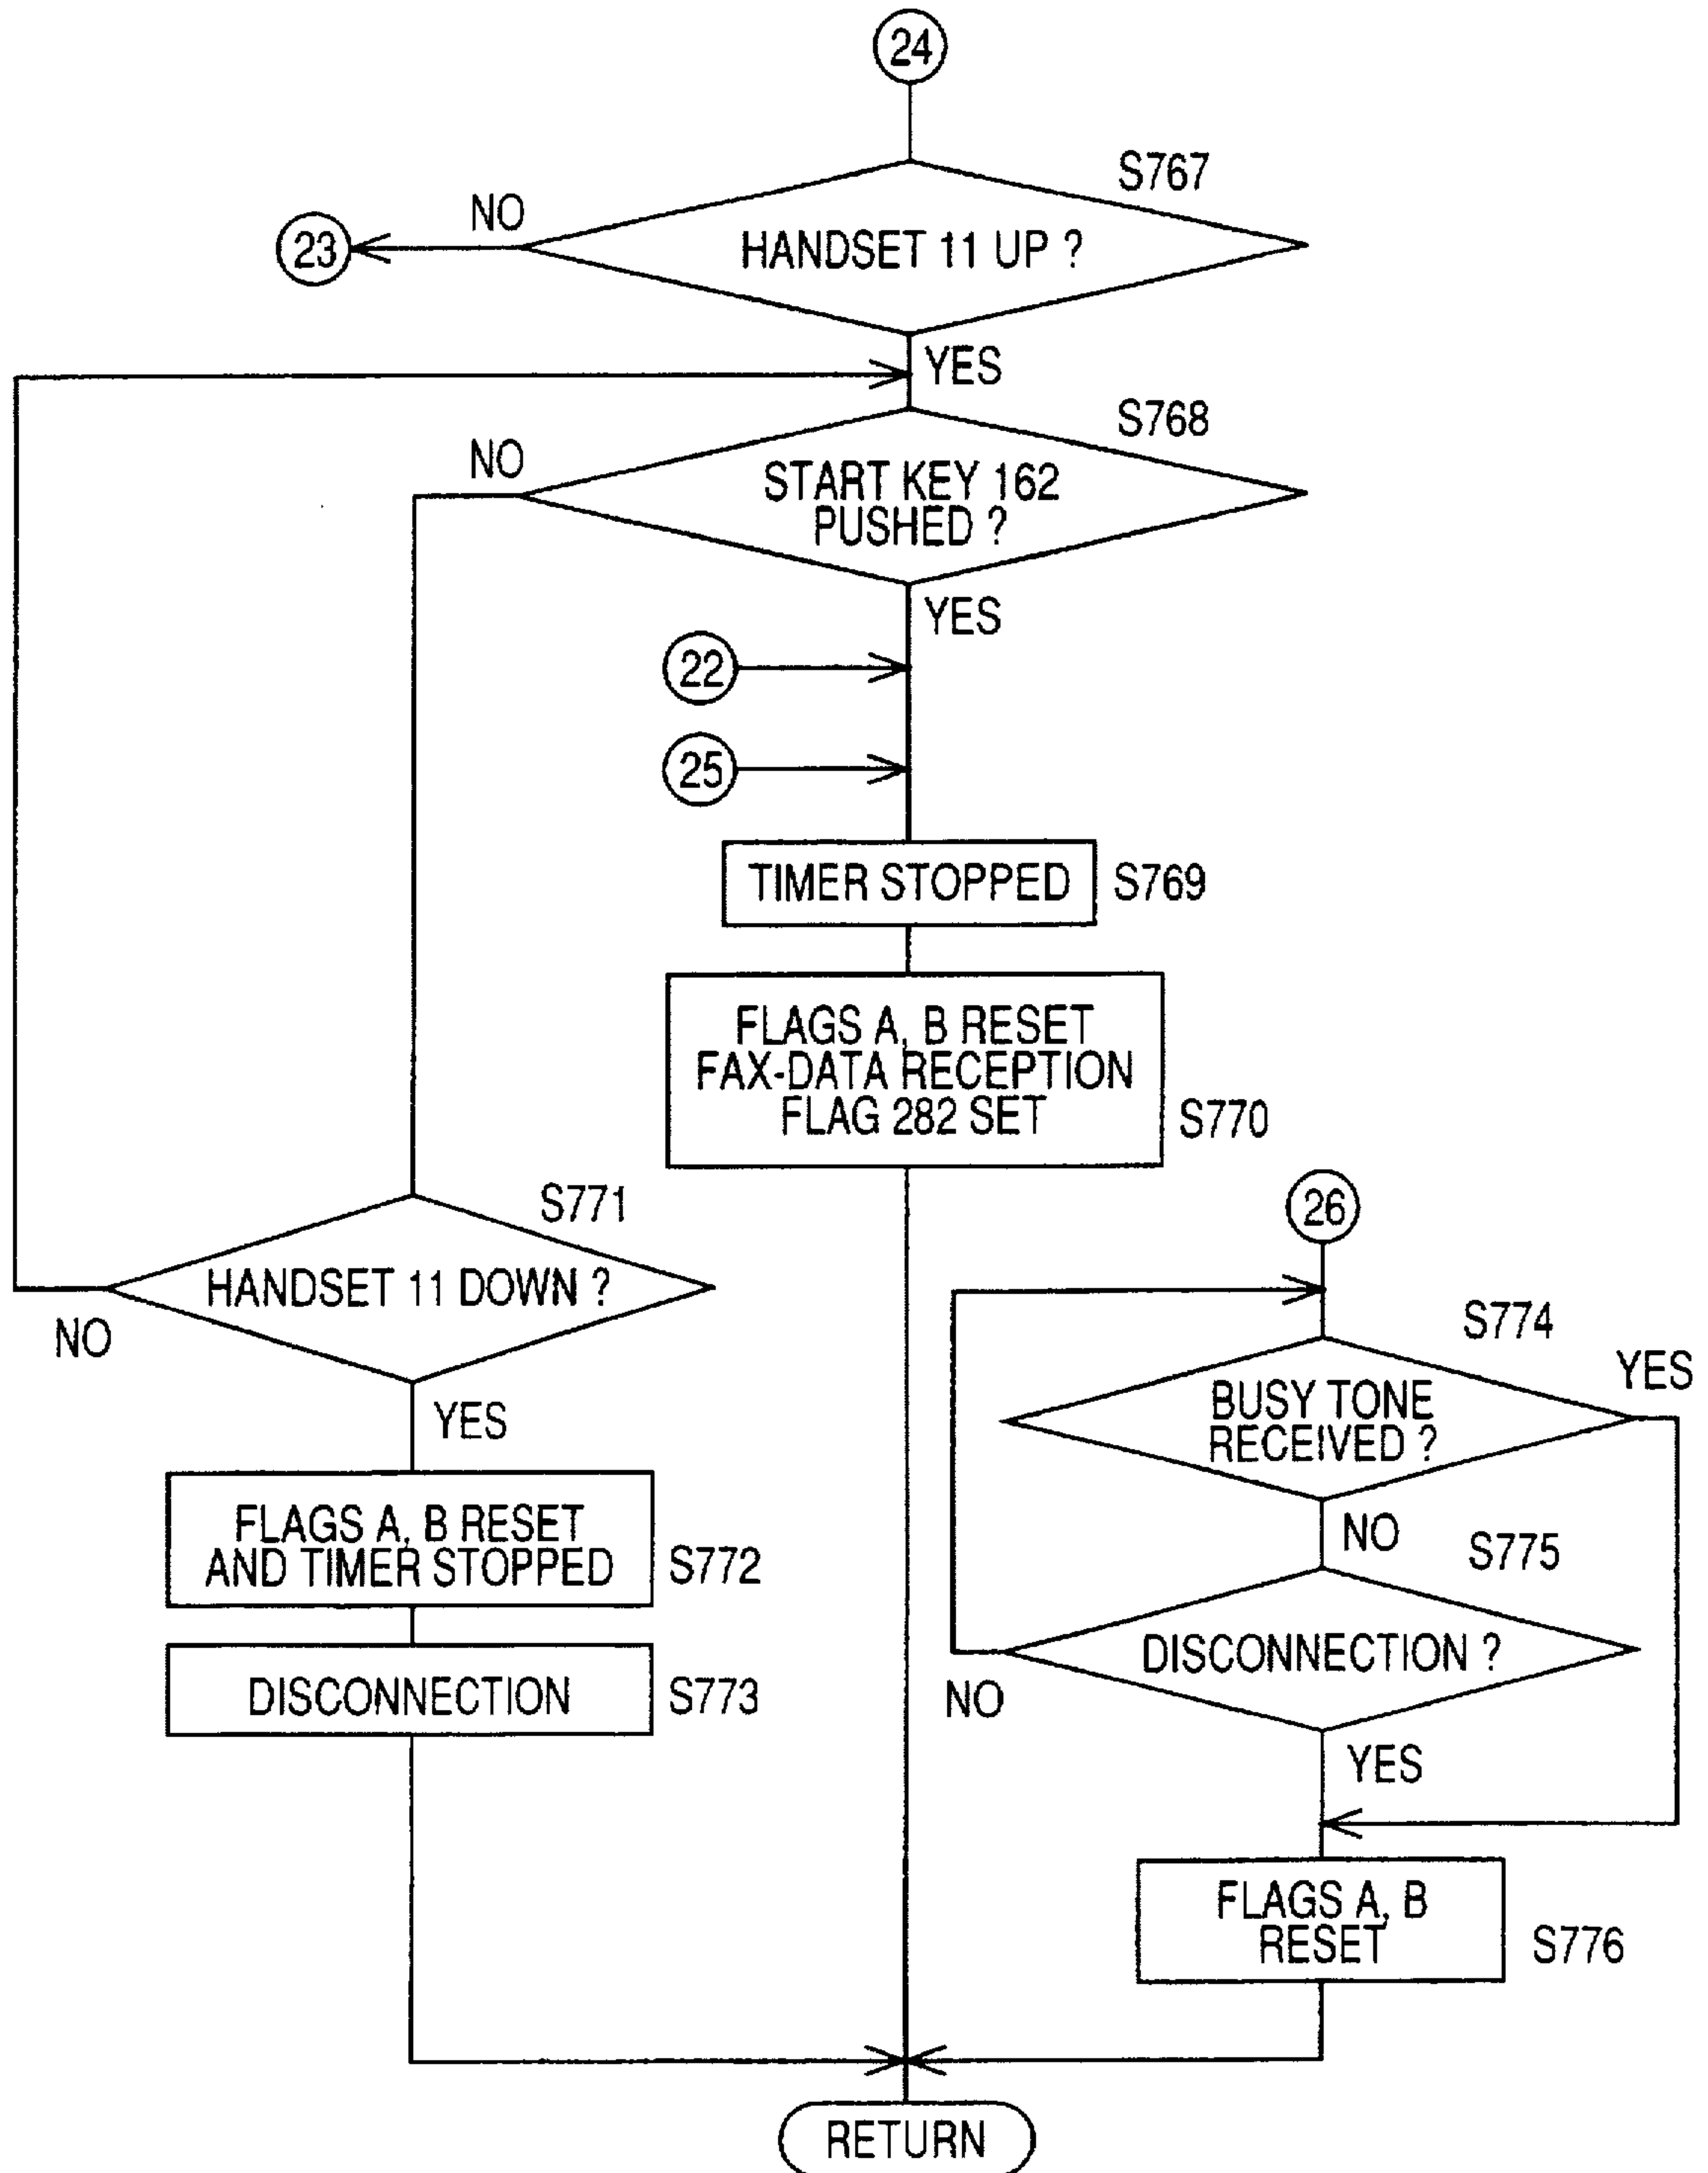 24
S767
NO
23
HANDSET 11 UP ?
YES
S768
NO
START KEY 162
PUSHED ?
YES
22
25
TIMER STOPPED
S769
FLAGS A, B RESET
FAX-DATA RECEPTION
FLAG 282 SET
S770
S771
26
HANDSET 11 DOWN ?
NO
S774
YES
BUSY TONE
RECEIVED ?
YES
FLAGS A, B RESET
AND TIMER STOPPED
S772
NO
S775
DISCONNECTION ?
DISCONNECTION
S773
NO
YES
FLAGS A, B
RESET
S776
RETURN